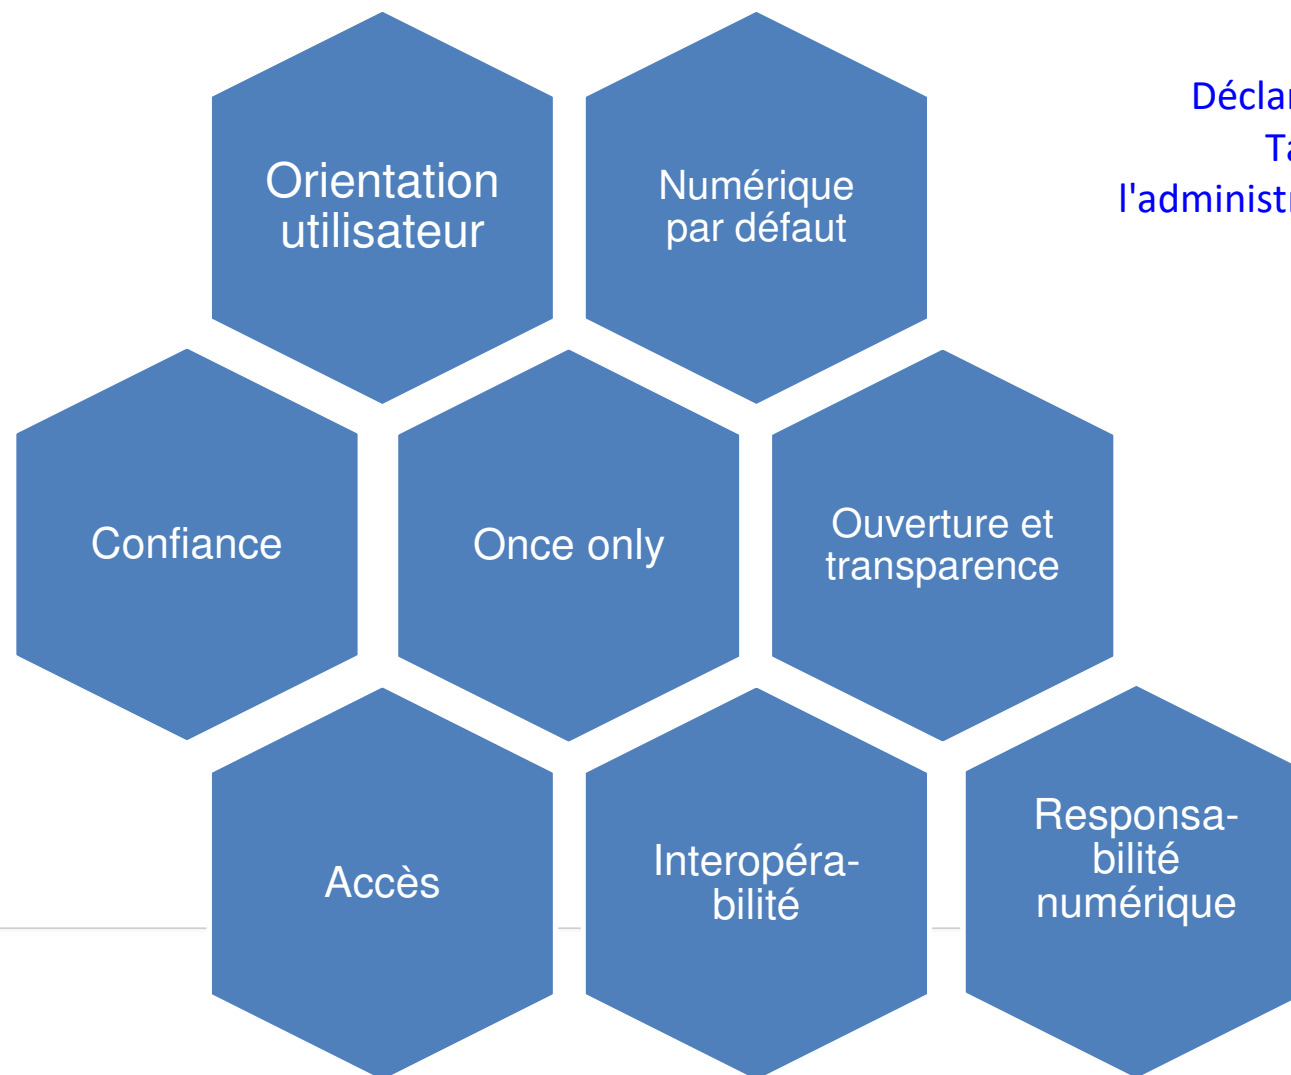 Orientation
utilisateur
Numérique
par défaut
Confiance
Once only
Ouverture et
transparence
Accès
Interopéra-
bilité
Responsa-
bilité
numérique